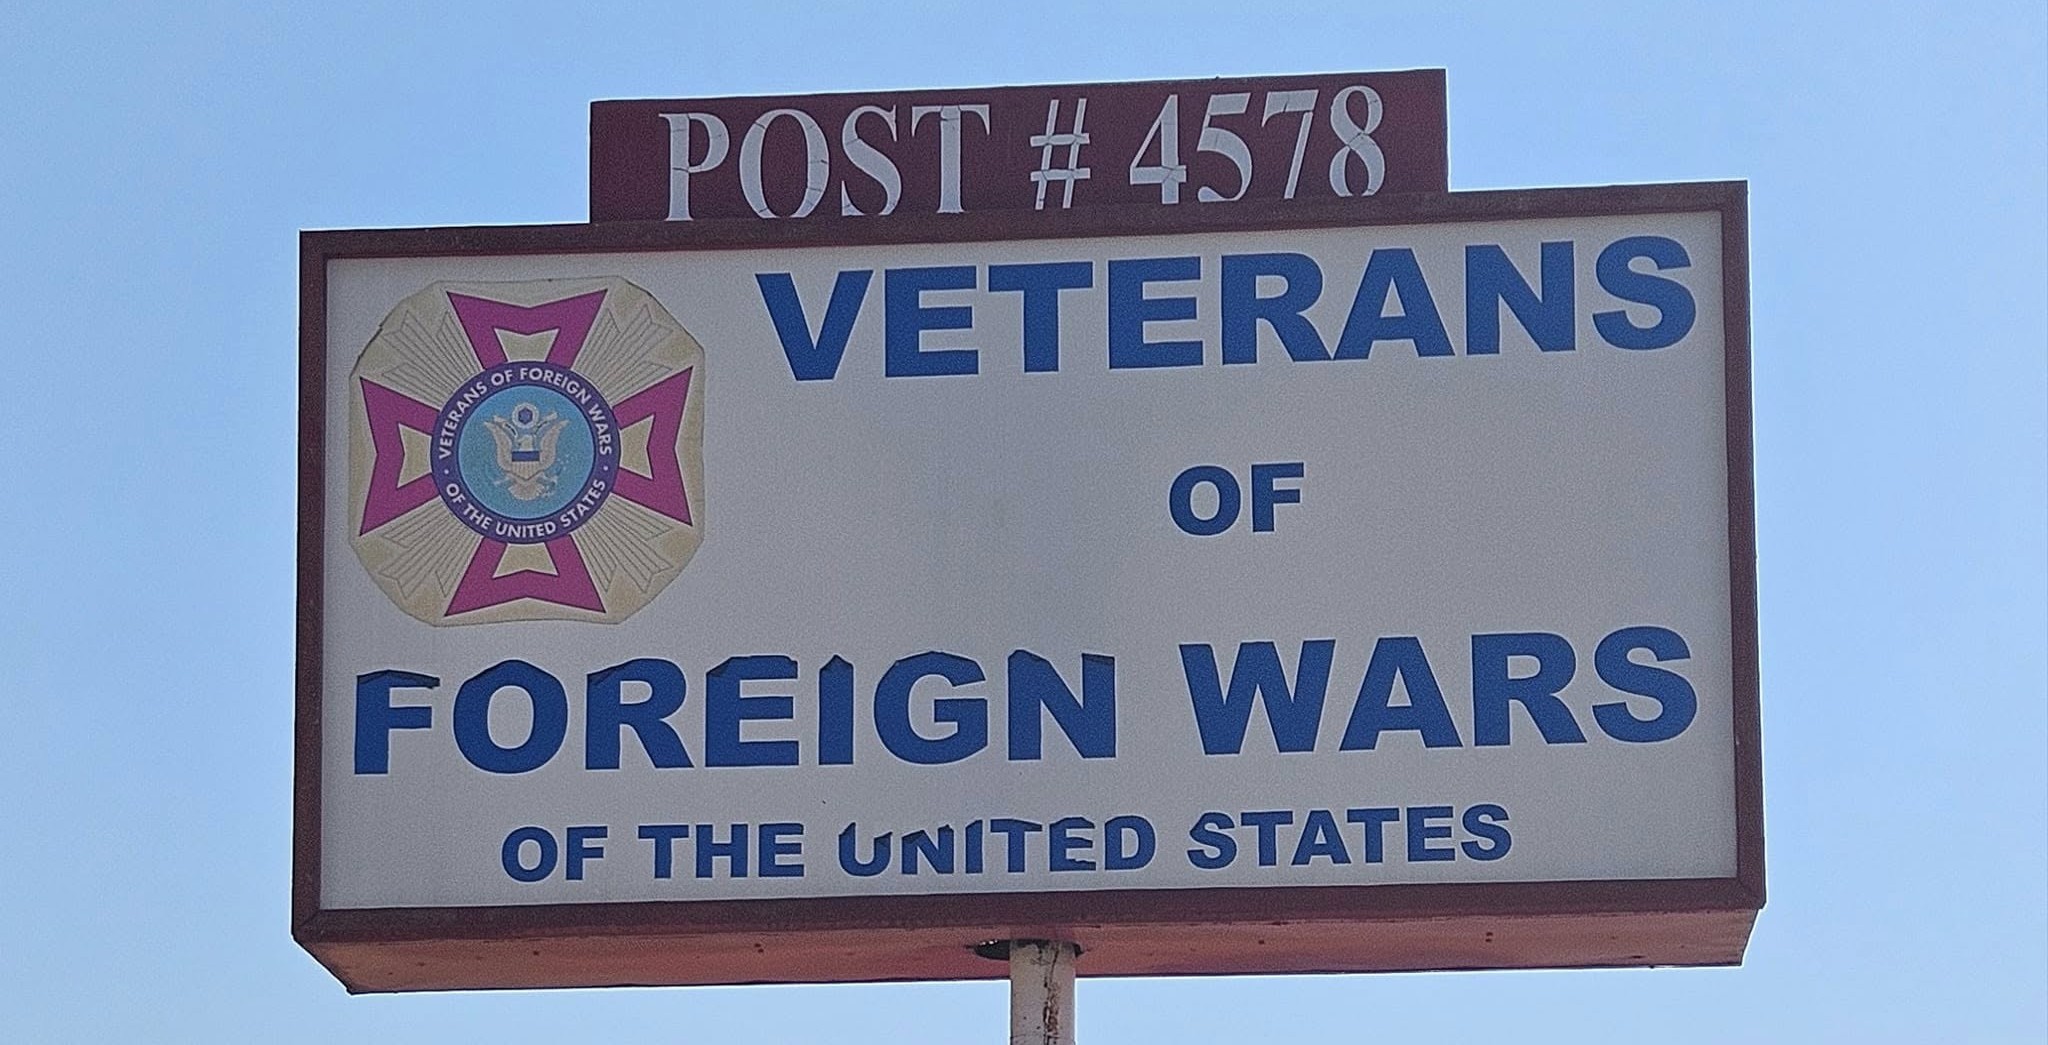 POST # 4578
VETERANS
OF
FOREIGN WARS
OF THE UNITED STATES
· VETERANS OF FOREIGN WARS ·
OF THE UNITED STATES